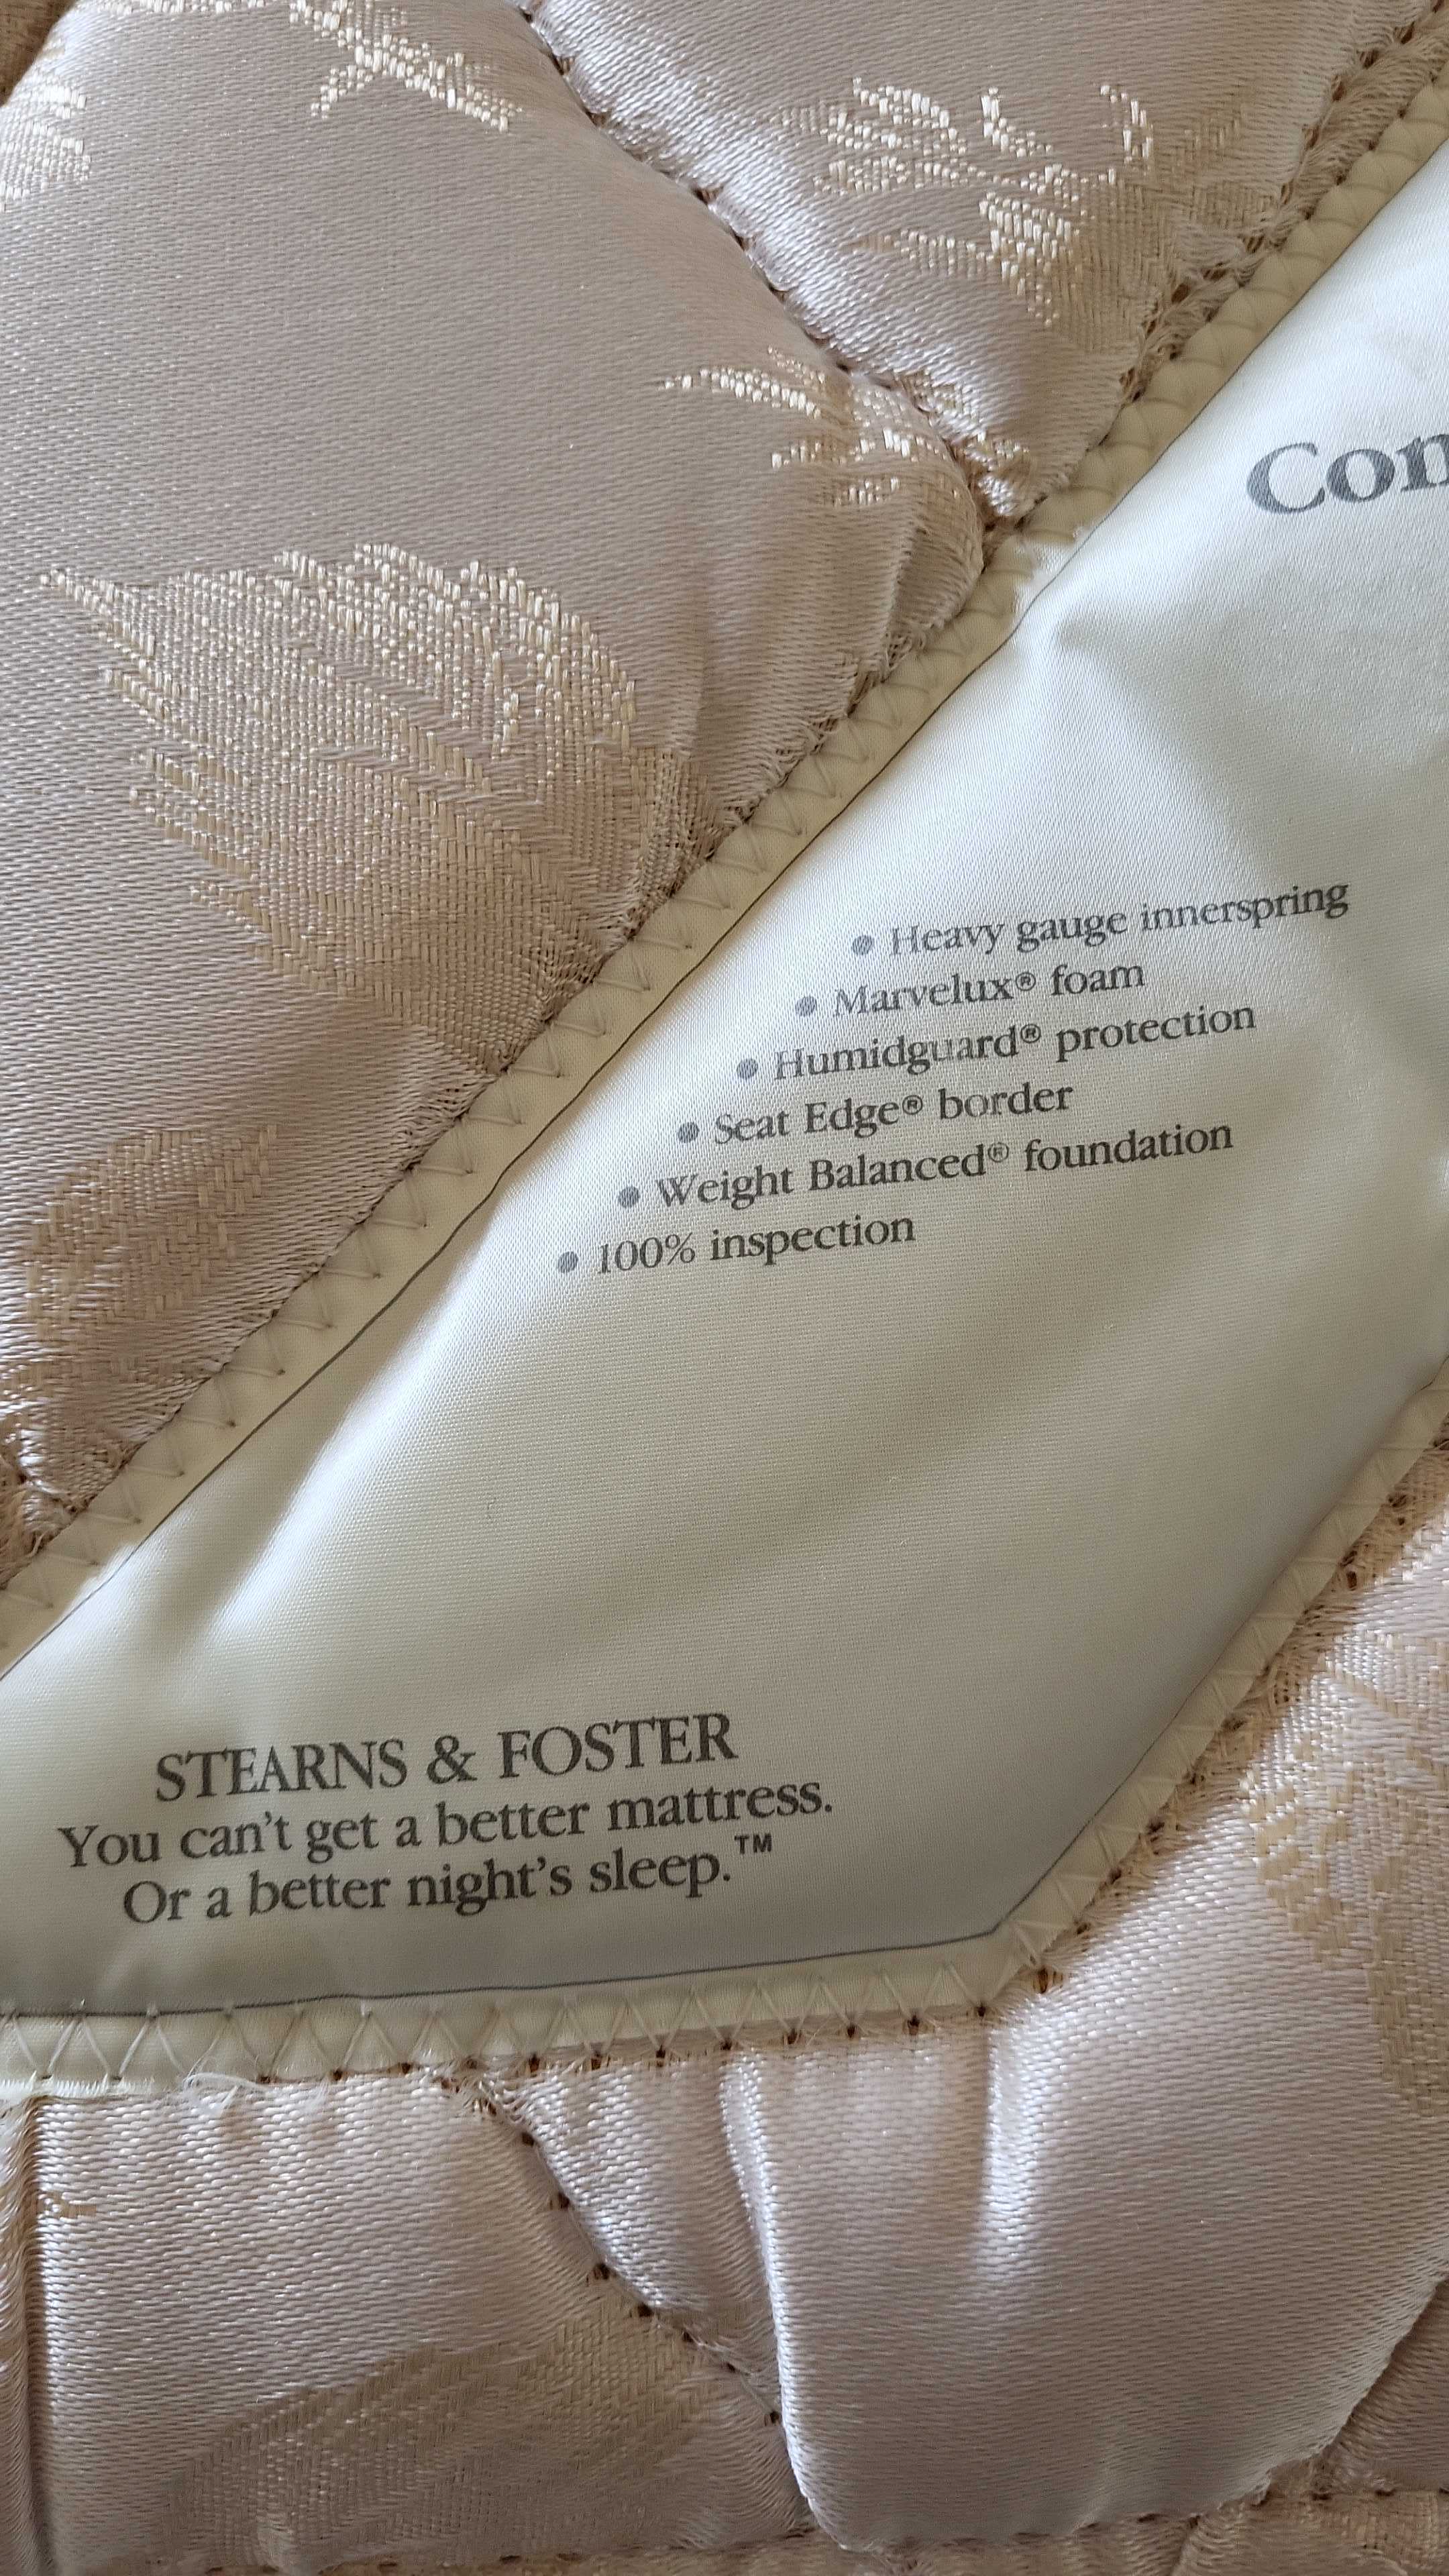 • Heavy gauge innerspring
• Marvelux® foam
• Humidguard® protection
• Seat Edge® border
• Weight Balanced® foundation
• 100% inspection
STEARNS & FOSTER
You can't get a better mattress.
Or a better night's sleep.™